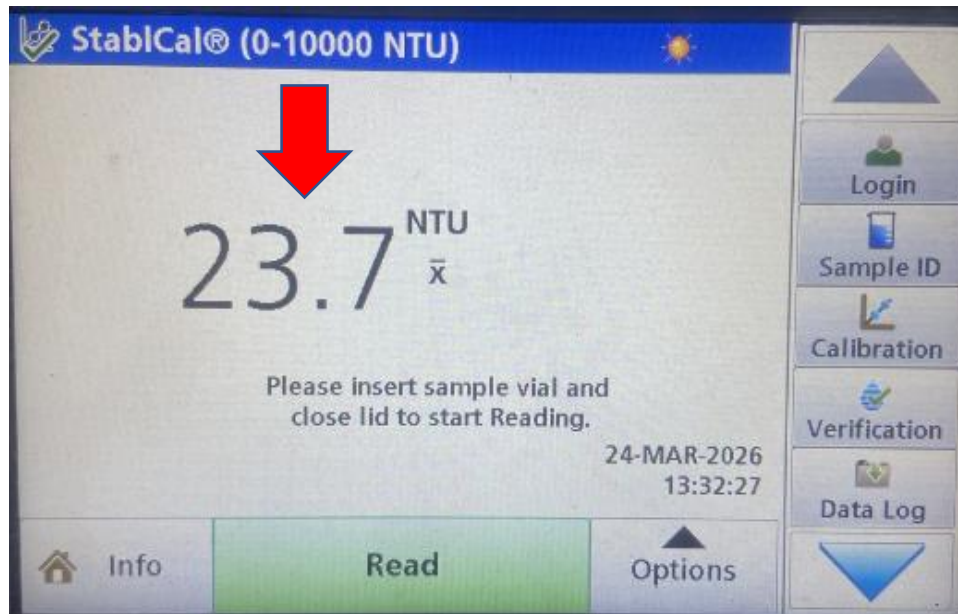 StablCal® (0-10000 NTU)
23.7 NTU
x̄
Please insert sample vial and
close lid to start Reading.
24-MAR-2026
13:32:27
Info
Read
Options
Login
Sample ID
Calibration
Verification
Data Log